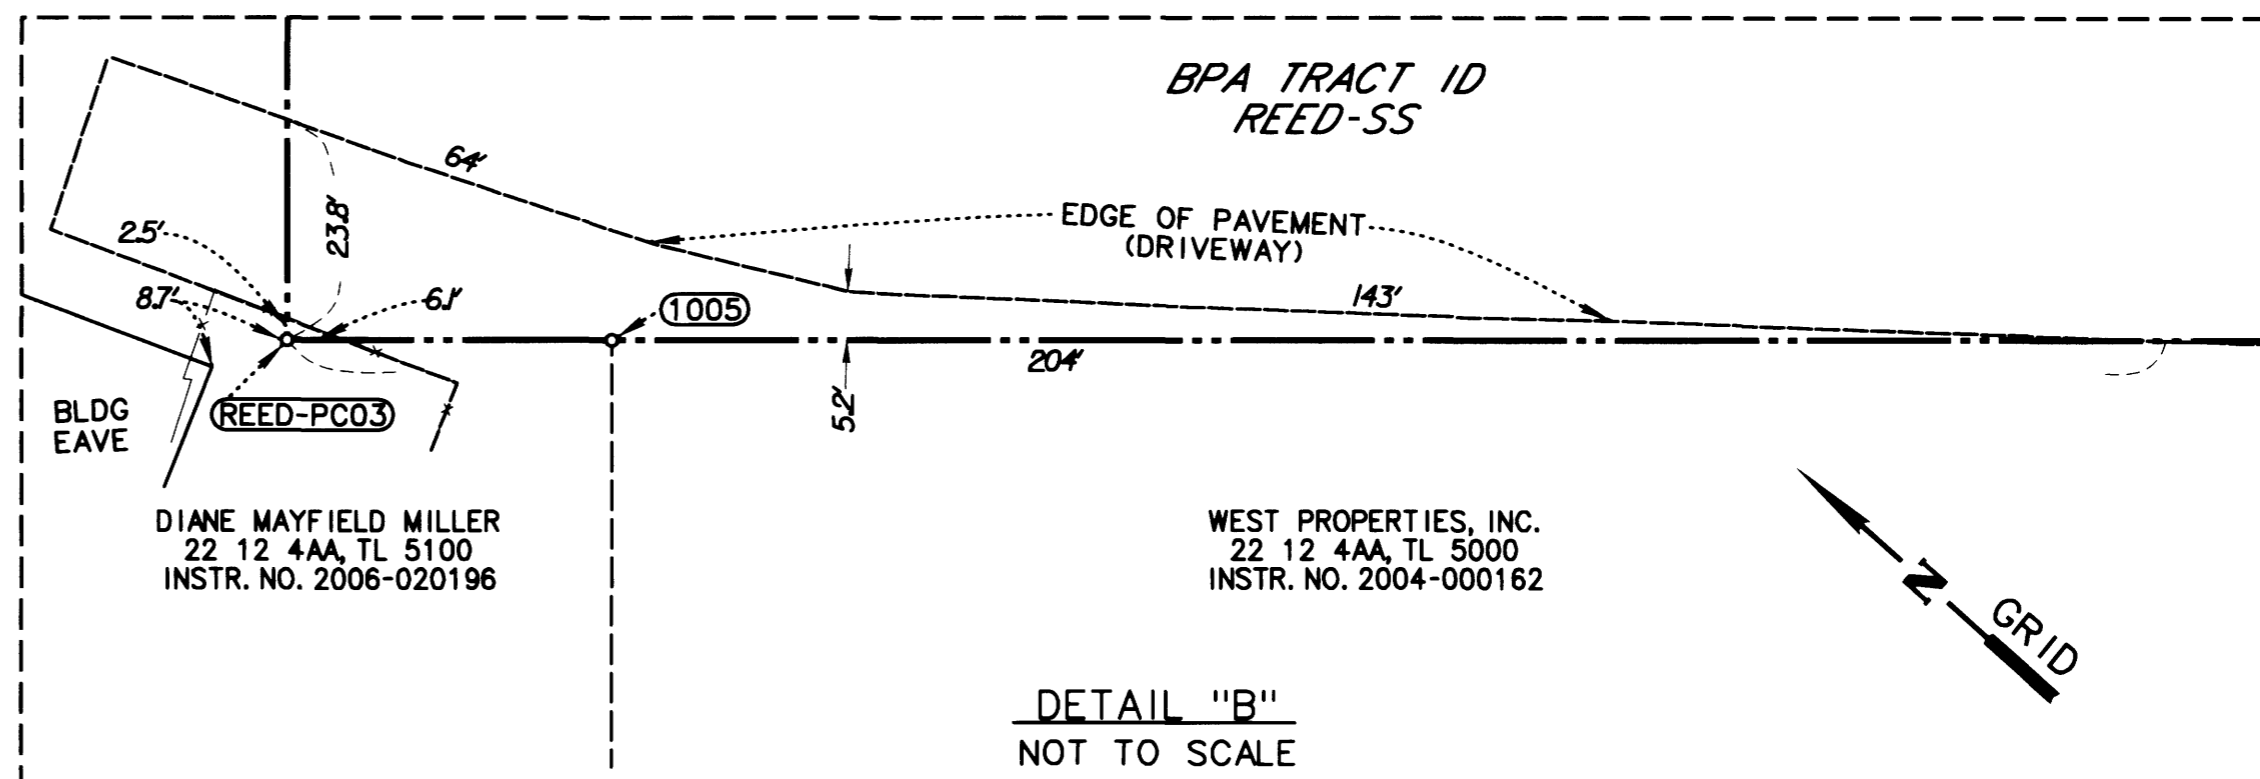 BPA TRACT ID
REED-SS
64'
23.8'
EDGE OF PAVEMENT
(DRIVEWAY)
2.5'
8.7'
6.1'
1005
143'
204'
5.2'
REED-PC03
BLDG
EAVE
DIANE MAYFIELD MILLER
22 12 4AA, TL 5100
INSTR. NO. 2006-020196
WEST PROPERTIES, INC.
22 12 4AA, TL 5000
INSTR. NO. 2004-000162
N
GRID
DETAIL "B"
NOT TO SCALE